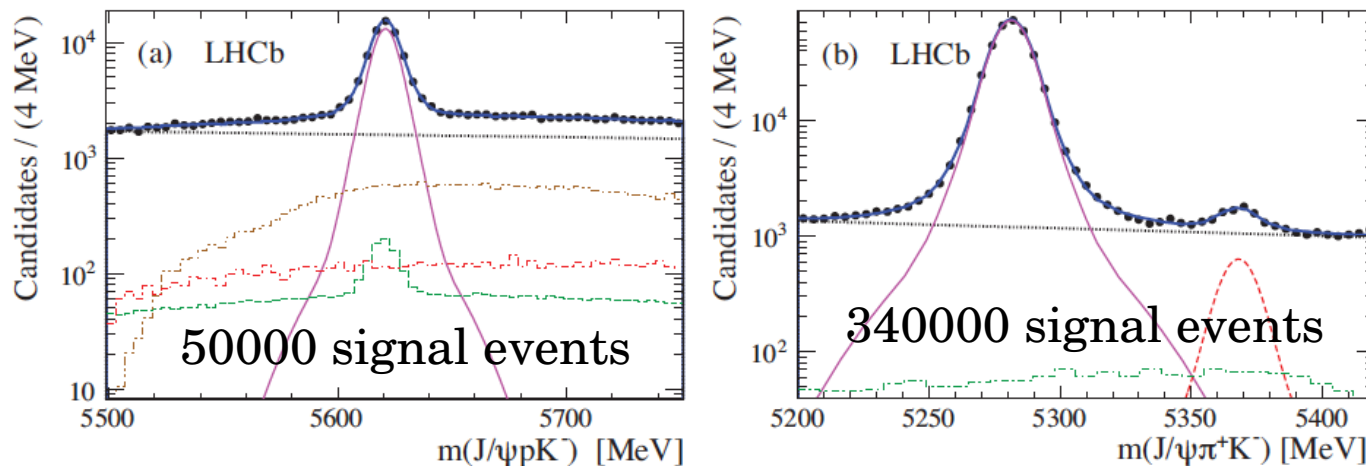 Candidates / (4 MeV)
10⁴
10³
10²
10
(a) LHCb
50000 signal events
5500 5600 5700
m(J/ψpK⁻) [MeV]
Candidates / (4 MeV)
10⁴
10³
10²
(b) LHCb
340000 signal events
5200 5250 5300 5350 5400
m(J/ψπ⁺K⁻) [MeV]